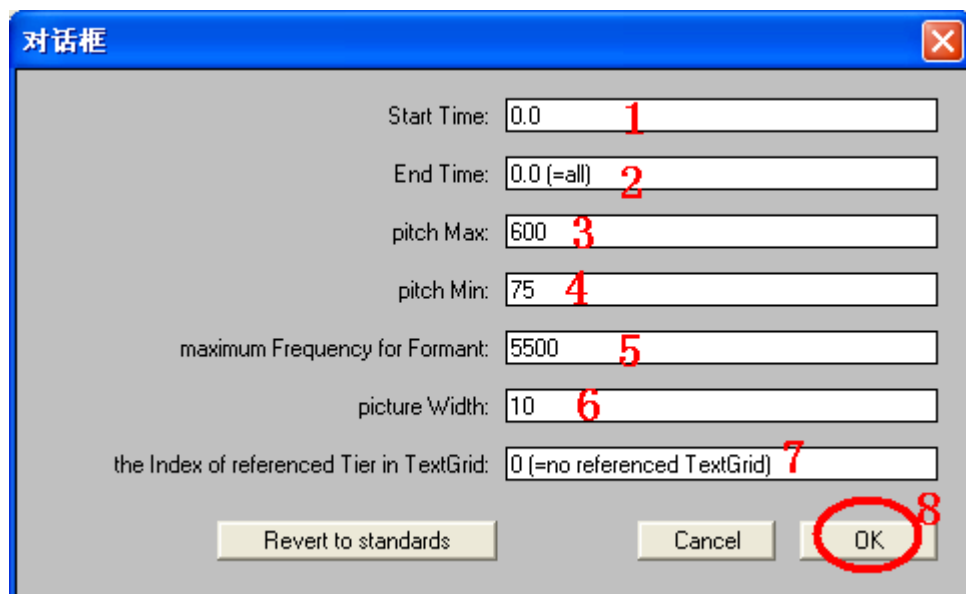 对话框
Start Time: 0.0 1
End Time: 0.0 (=all) 2
pitch Max: 600 3
pitch Min: 75 4
maximum Frequency for Formant: 5500 5
picture Width: 10 6
the Index of referenced Tier in TextGrid: 0 (=no referenced TextGrid) 7
Revert to standards Cancel OK 8